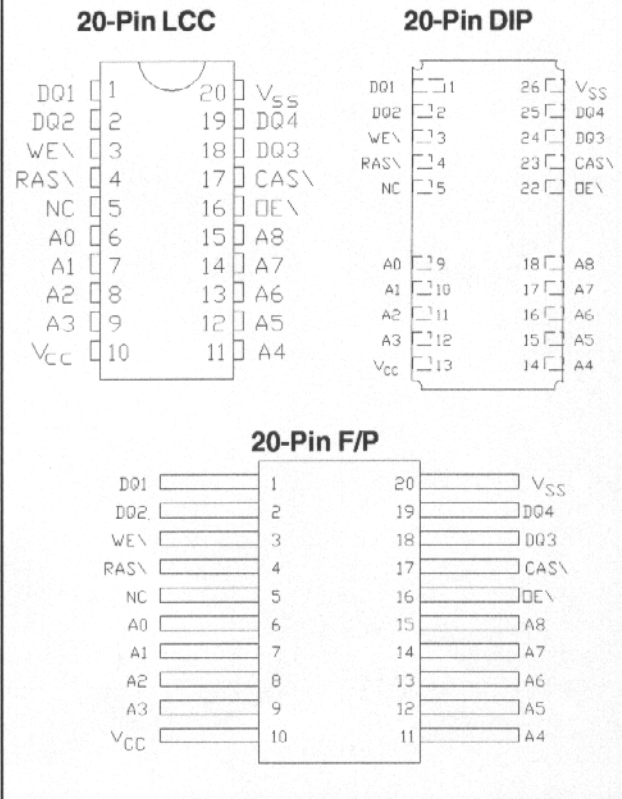 20-Pin LCC
DQ1 1 20 VSS
DQ2 2 19 DQ4
WE\ 3 18 DQ3
RAS\ 4 17 CAS\
NC 5 16 OE\
A0 6 15 A8
A1 7 14 A7
A2 8 13 A6
A3 9 12 A5
VCC 10 11 A4
20-Pin DIP
DQ1 1 26 VSS
DQ2 2 25 DQ4
WE\ 3 24 DQ3
RAS\ 4 23 CAS\
NC 5 22 OE\
A0 9 18 A8
A1 10 17 A7
A2 11 16 A6
A3 12 15 A5
VCC 13 14 A4
20-Pin F/P
DQ1 1 20 VSS
DQ2 2 19 DQ4
WE\ 3 18 DQ3
RAS\ 4 17 CAS\
NC 5 16 OE\
A0 6 15 A8
A1 7 14 A7
A2 8 13 A6
A3 9 12 A5
VCC 10 11 A4